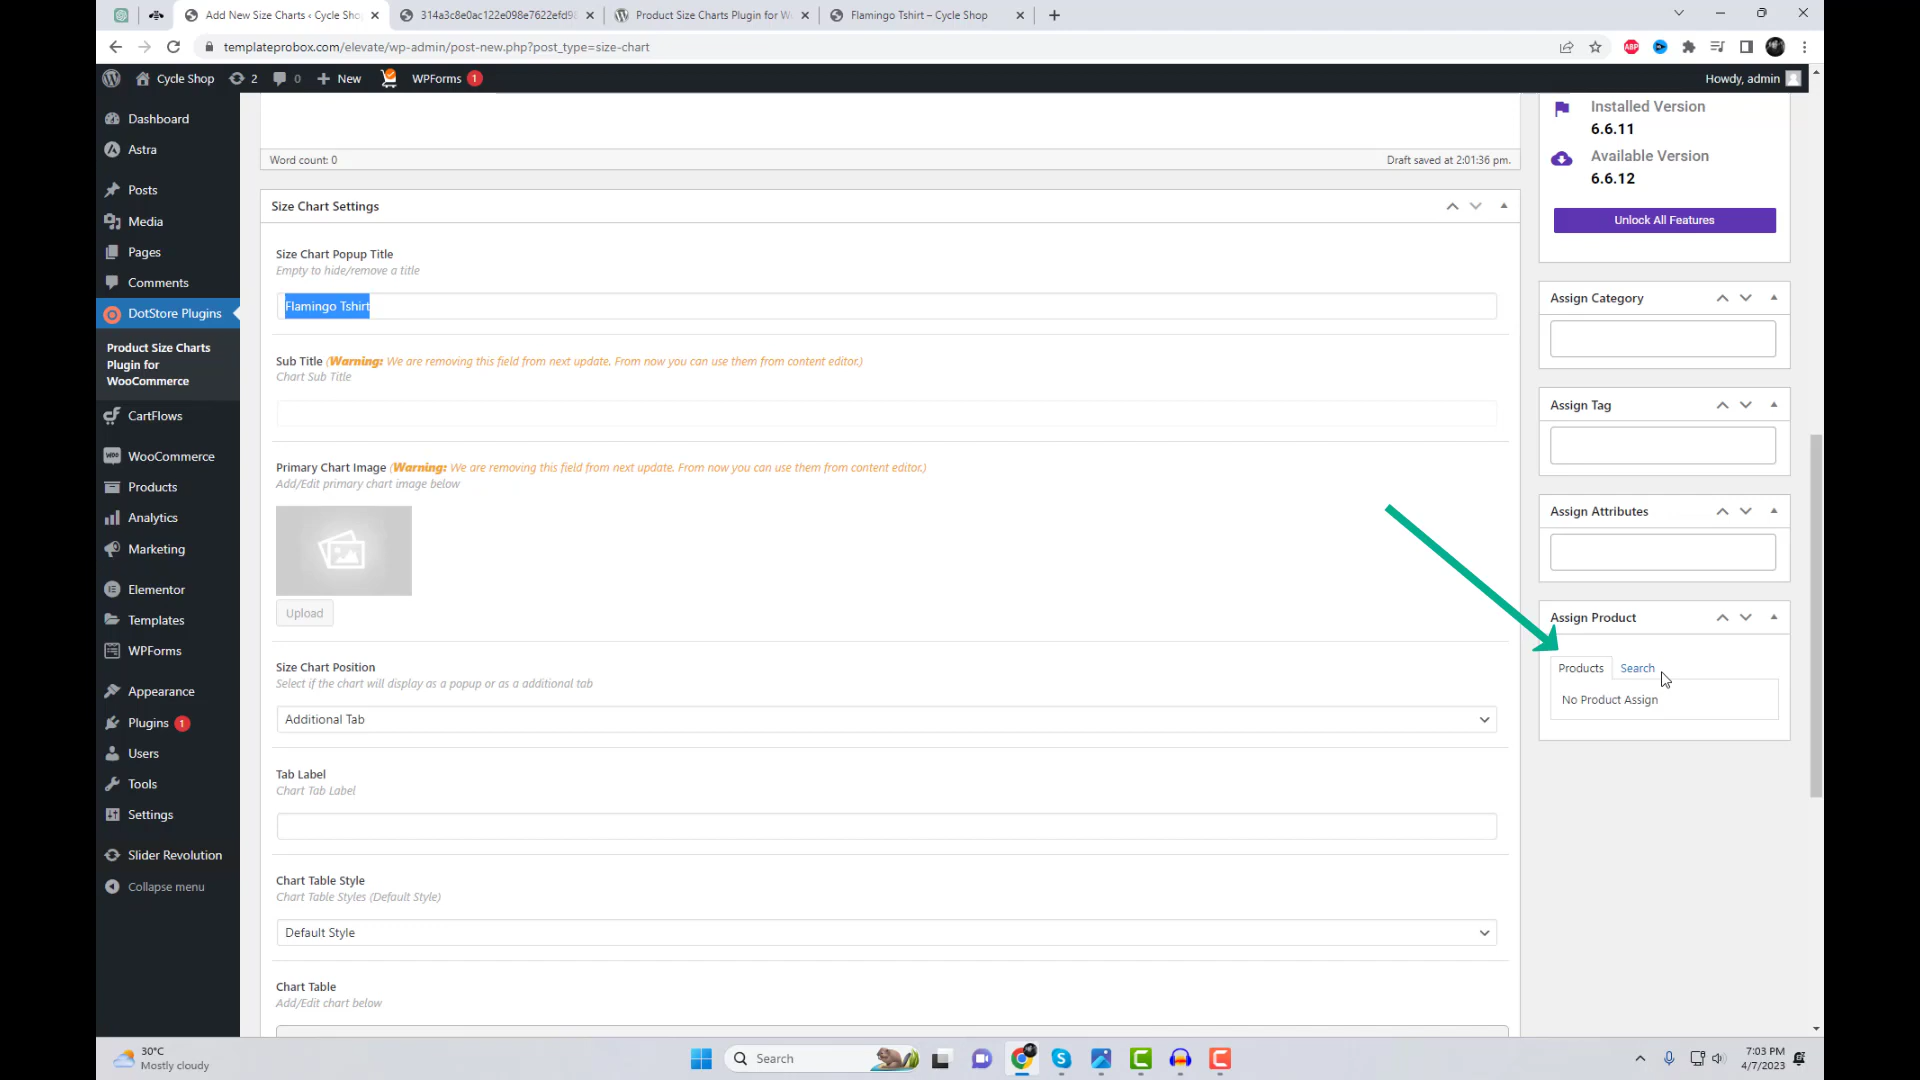 Add New Size Charts ‹ Cycle Sho
314a3c8e0ac122e098e7622efd98
Product Size Charts Plugin for W
Flamingo Tshirt – Cycle Shop
templateprobox.com/elevate/wp-admin/post-new.php?post_type=size-chart
ABP
Cycle Shop
2
0
New
WPForms 1
Howdy, admin
Dashboard
Astra
Posts
Media
Pages
Comments
DotStore Plugins
Product Size Charts
Plugin for
WooCommerce
CartFlows
WooCommerce
Products
Analytics
Marketing
Elementor
Templates
WPForms
Appearance
Plugins 1
Users
Tools
Settings
Slider Revolution
Collapse menu
Word count: 0
Draft saved at 2:01:36 pm.
Size Chart Settings
Size Chart Popup Title
Empty to hide/remove a title
Flamingo Tshirt
Sub Title (Warning: We are removing this field from next update. From now you can use them from content editor.)
Chart Sub Title
Primary Chart Image (Warning: We are removing this field from next update. From now you can use them from content editor.)
Add/Edit primary chart image below
Upload
Size Chart Position
Select if the chart will display as a popup or as a additional tab
Additional Tab
Tab Label
Chart Tab Label
Chart Table Style
Chart Table Styles (Default Style)
Default Style
Chart Table
Add/Edit chart below
Installed Version
6.6.11
Available Version
6.6.12
Unlock All Features
Assign Category
Assign Tag
Assign Attributes
Assign Product
Products
Search
No Product Assign
30°C
Mostly cloudy
Search
7:03 PM
4/7/2023